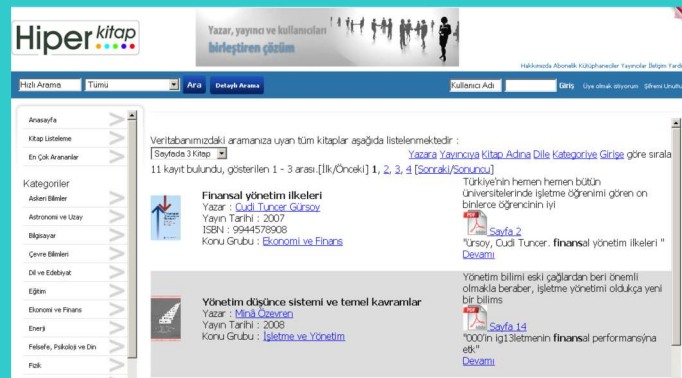 Hiper kitap
Yazar, yayıncı ve kullanıcıları
birleştiren çözüm
Hakkımızda Abonelik Kütüphaneciler Yayıncılar İletişim Yardı
Hızlı Arama Tümü Ara Detaylı Arama Kullanıcı Adı Giriş Üye olmak istiyorum Şifremi Unuttu
Anasayfa
Kitap Listeleme
En Çok Arananlar
Kategoriler
Askeri Bilimler
Astronomi ve Uzay
Bilgisayar
Çevre Bilimleri
Dil ve Edebiyat
Eğitim
Ekonomi ve Finans
Enerji
Felsefe, Psikoloji ve Din
Fizik
Veritabanımızdaki aramanıza uyan tüm kitaplar aşağıda listelenmektedir :
Sayfada 3 Kitap Yazara Yayıncıya Kitap Adına Dile Kategoriye Girişe göre sırala
11 kayıt bulundu, gösterilen 1 - 3 arası.[İlk/Önceki] 1, 2, 3, 4 [Sonraki/Sonuncu]
Finansal yönetim ilkeleri
Yazar : Cudi Tuncer Gürsoy
Yayın Tarihi : 2007
ISBN : 9944578908
Konu Grubu : Ekonomi ve Finans
Türkiye'nin hemen hemen bütün
üniversitelerinde işletme öğrenimi gören on
binlerce öğrencinin iyi
Sayfa 2
"ürsoy, Cudi Tuncer. finansal yönetim ilkeleri "
Devamı
Yönetim düşünce sistemi ve temel kavramlar
Yazar : Minâ Özevren
Yayın Tarihi : 2008
Konu Grubu : İşletme ve Yönetim
Yönetim bilimi eski çağlardan beri önemli
olmakla beraber, işletme yönetimi oldukça yeni
bir bilims
Sayfa 14
"000'in ig13letmenin finansal performansýna
etk"
Devamı